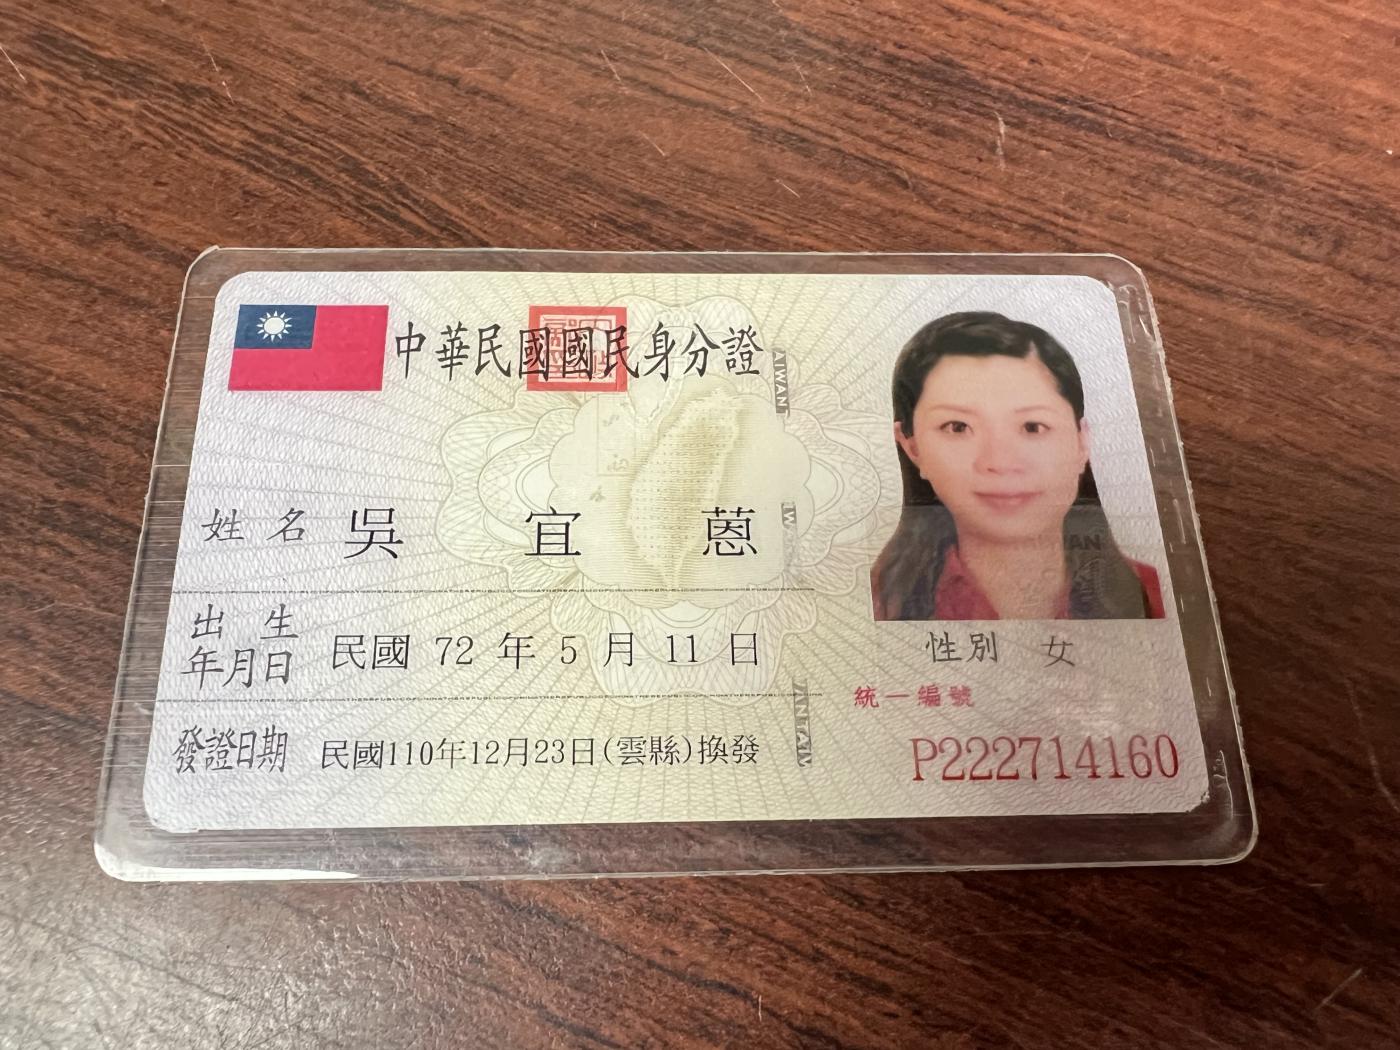 中華民國國民身分證
姓名 吳宜蒽
出生年月日 民國 72 年 5 月 11 日
發證日期 民國110年12月23日(雲縣)換發
性別 女
統一編號
P222714160
TAIWAN